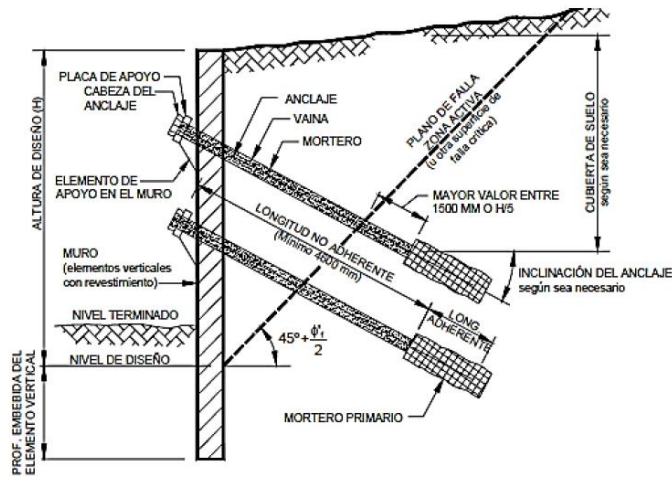 PLACA DE APOYO
CABEZA DEL
ANCLAJE
ALTURA DE DISEÑO (H)
ELEMENTO DE
APOYO EN EL MURO
MURO
(elementos verticales
con revestimiento)
NIVEL TERMINADO
NIVEL DE DISEÑO
PROF. EMBEBIDA DEL
ELEMENTO VERTICAL
ANCLAJE
VAINA
MORTERO
LONGITUD NO ADHERENTE
(Mínimo 4600 mm)
45º+ϕ'f/2
PLANO DE FALLA
ZONA ACTIVA
(u otra superficie de
falla crítica)
MAYOR VALOR ENTRE
1500 MM O H/5
CUBIERTA DE SUELO
según sea necesario
INCLINACIÓN DEL ANCLAJE
según sea necesario
LONG
ADHERENTE
MORTERO PRIMARIO